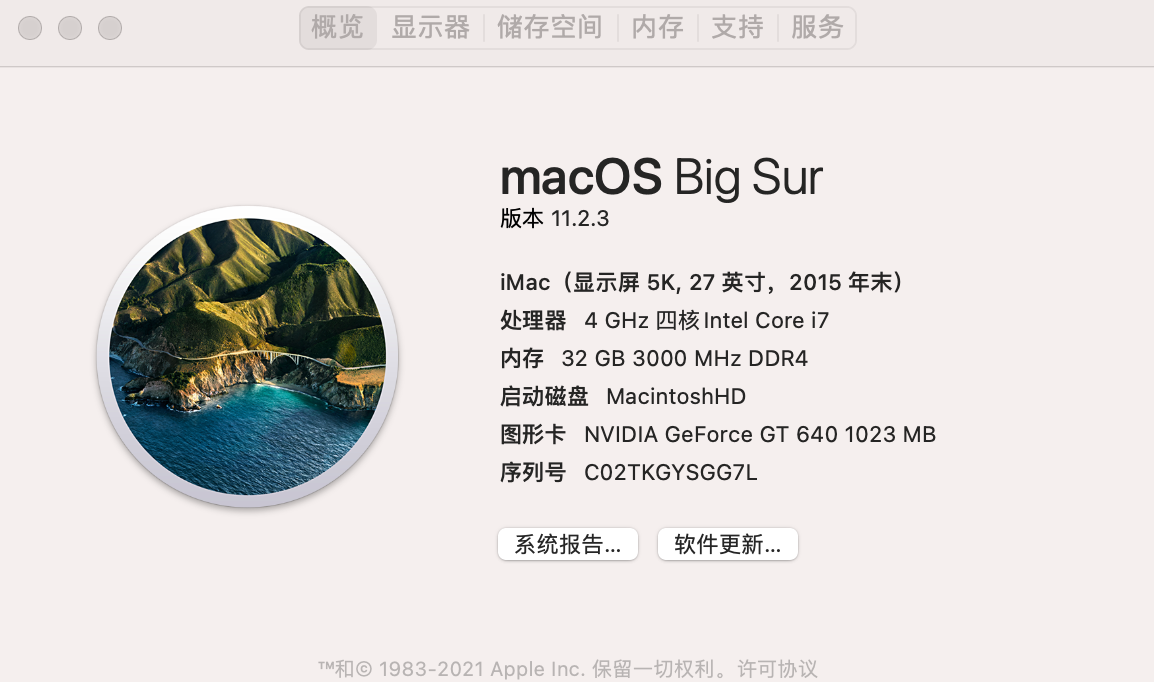 概览 显示器 储存空间 内存 支持 服务
macOS Big Sur
版本 11.2.3
iMac（显示屏 5K, 27 英寸，2015 年末）
处理器 4 GHz 四核Intel Core i7
内存 32 GB 3000 MHz DDR4
启动磁盘 MacintoshHD
图形卡 NVIDIA GeForce GT 640 1023 MB
序列号 C02TKGYSGG7L
系统报告... 软件更新...
™和© 1983-2021 Apple Inc. 保留一切权利。许可协议